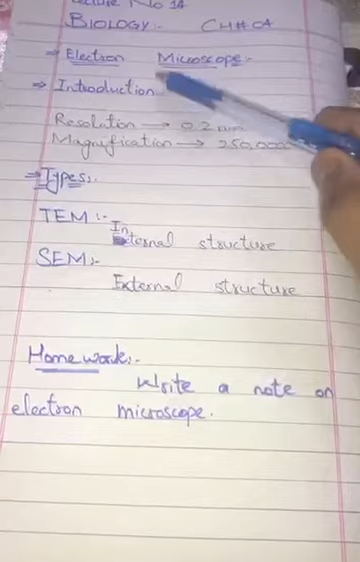 Lecture No 14
BIOLOGY:- CH#04
→ Electron Microscope:-
⇒ Introduction
Resolution → 0.2 nm
Magnification → 250,000
⇒ Types:-
TEM:-
Internal structure
SEM:-
External structure
Homework:-
Write a note on
electron microscope.